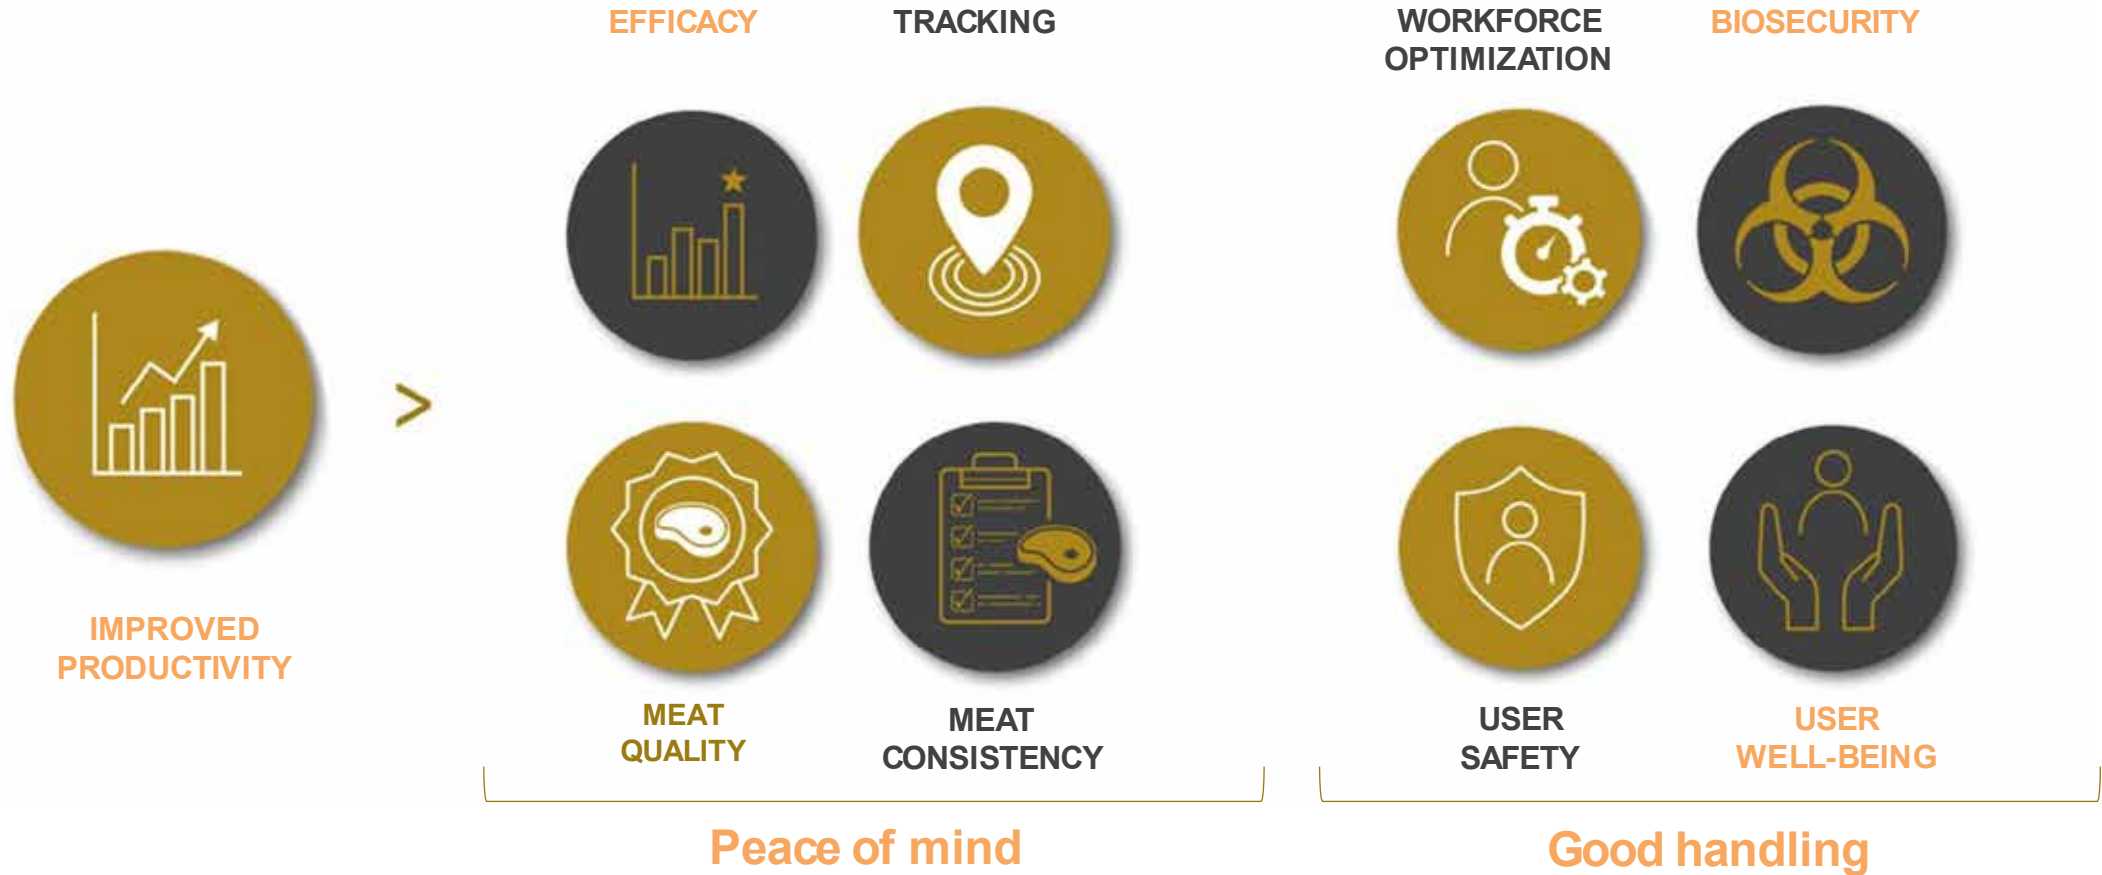 EFFICACY
TRACKING
WORKFORCE
OPTIMIZATION
BIOSECURITY
>
IMPROVED
PRODUCTIVITY
MEAT
QUALITY
MEAT
CONSISTENCY
USER
SAFETY
USER
WELL-BEING
Peace of mind
Good handling